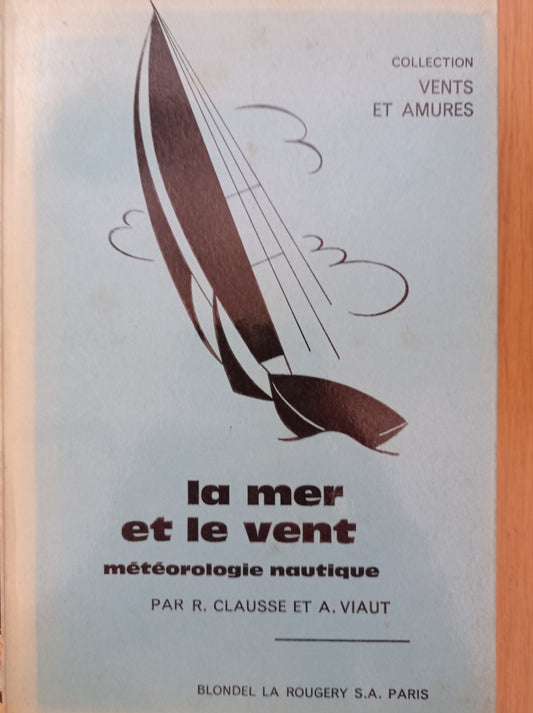 COLLECTION
VENTS
ET AMURES
la mer
et le vent
météorologie nautique
PAR R. CLAUSSE ET A. VIAUT
BLONDEL LA ROUGERY S.A. PARIS